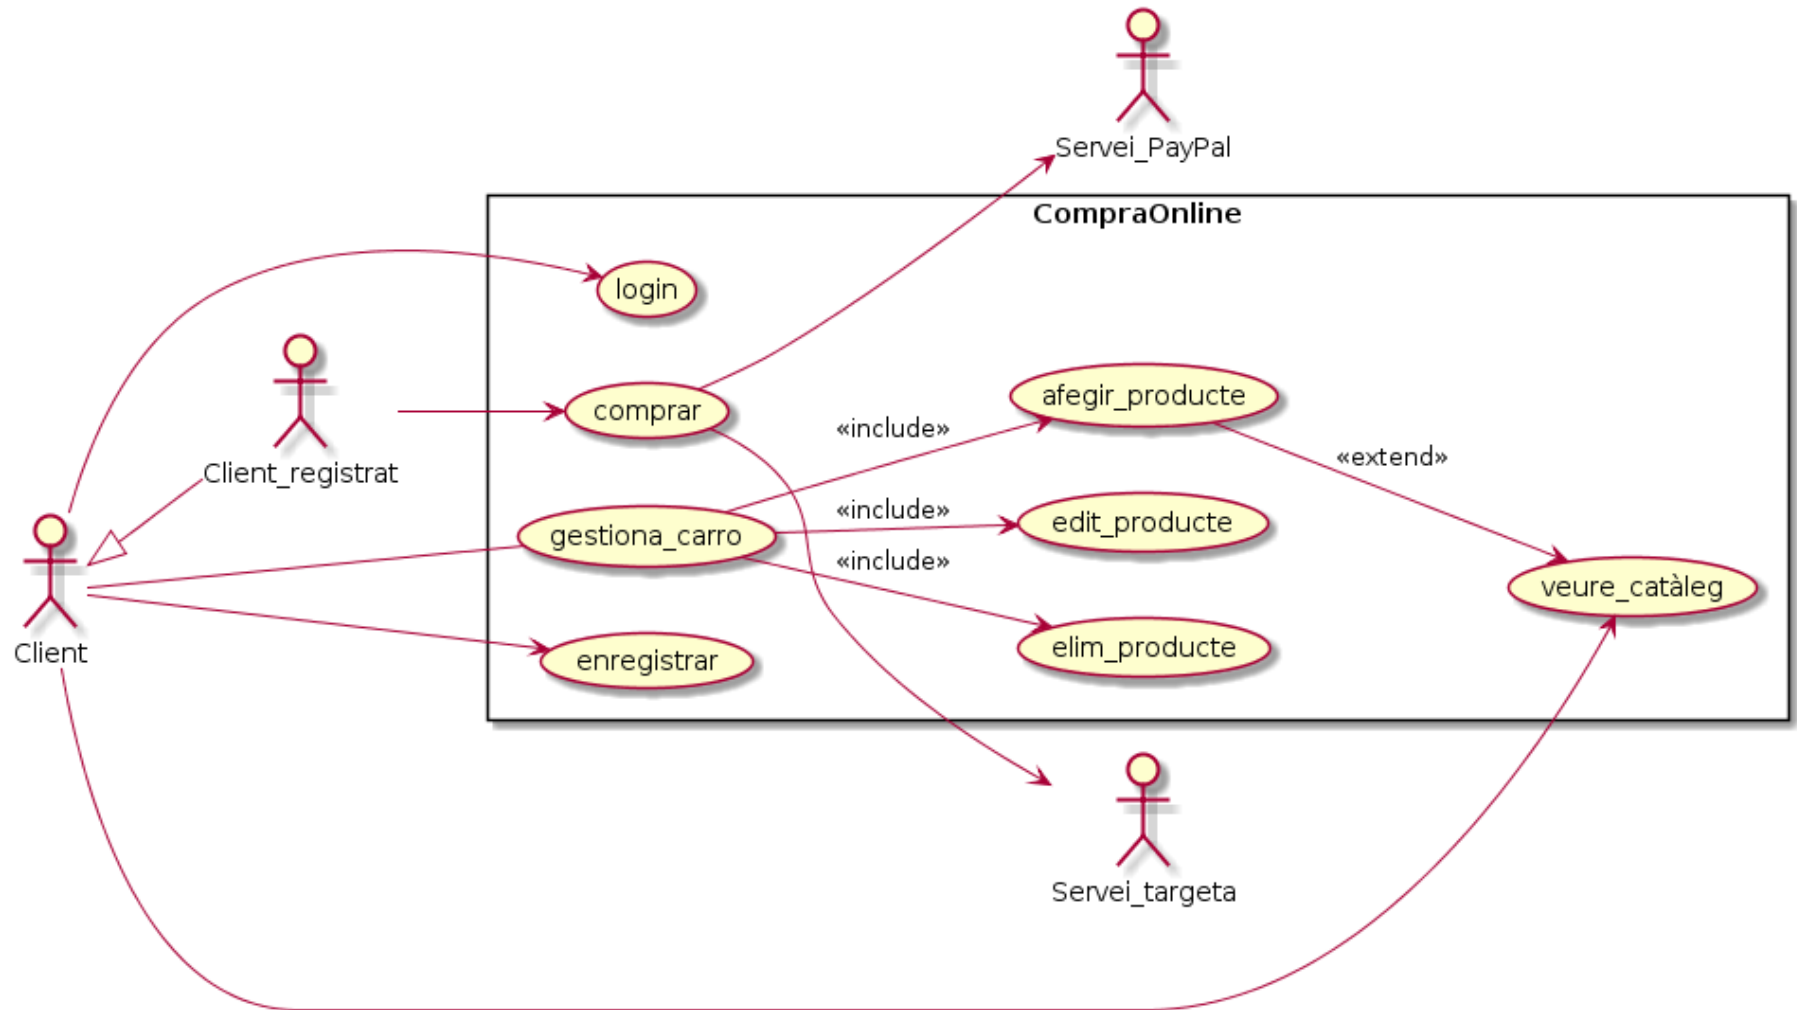 Servei_PayPal
CompraOnline
login
Client_registrat
comprar
afegir_producte
«include»
«extend»
gestiona_carro
«include»
edit_producte
«include»
veure_catàleg
Client
enregistrar
elim_producte
Servei_targeta